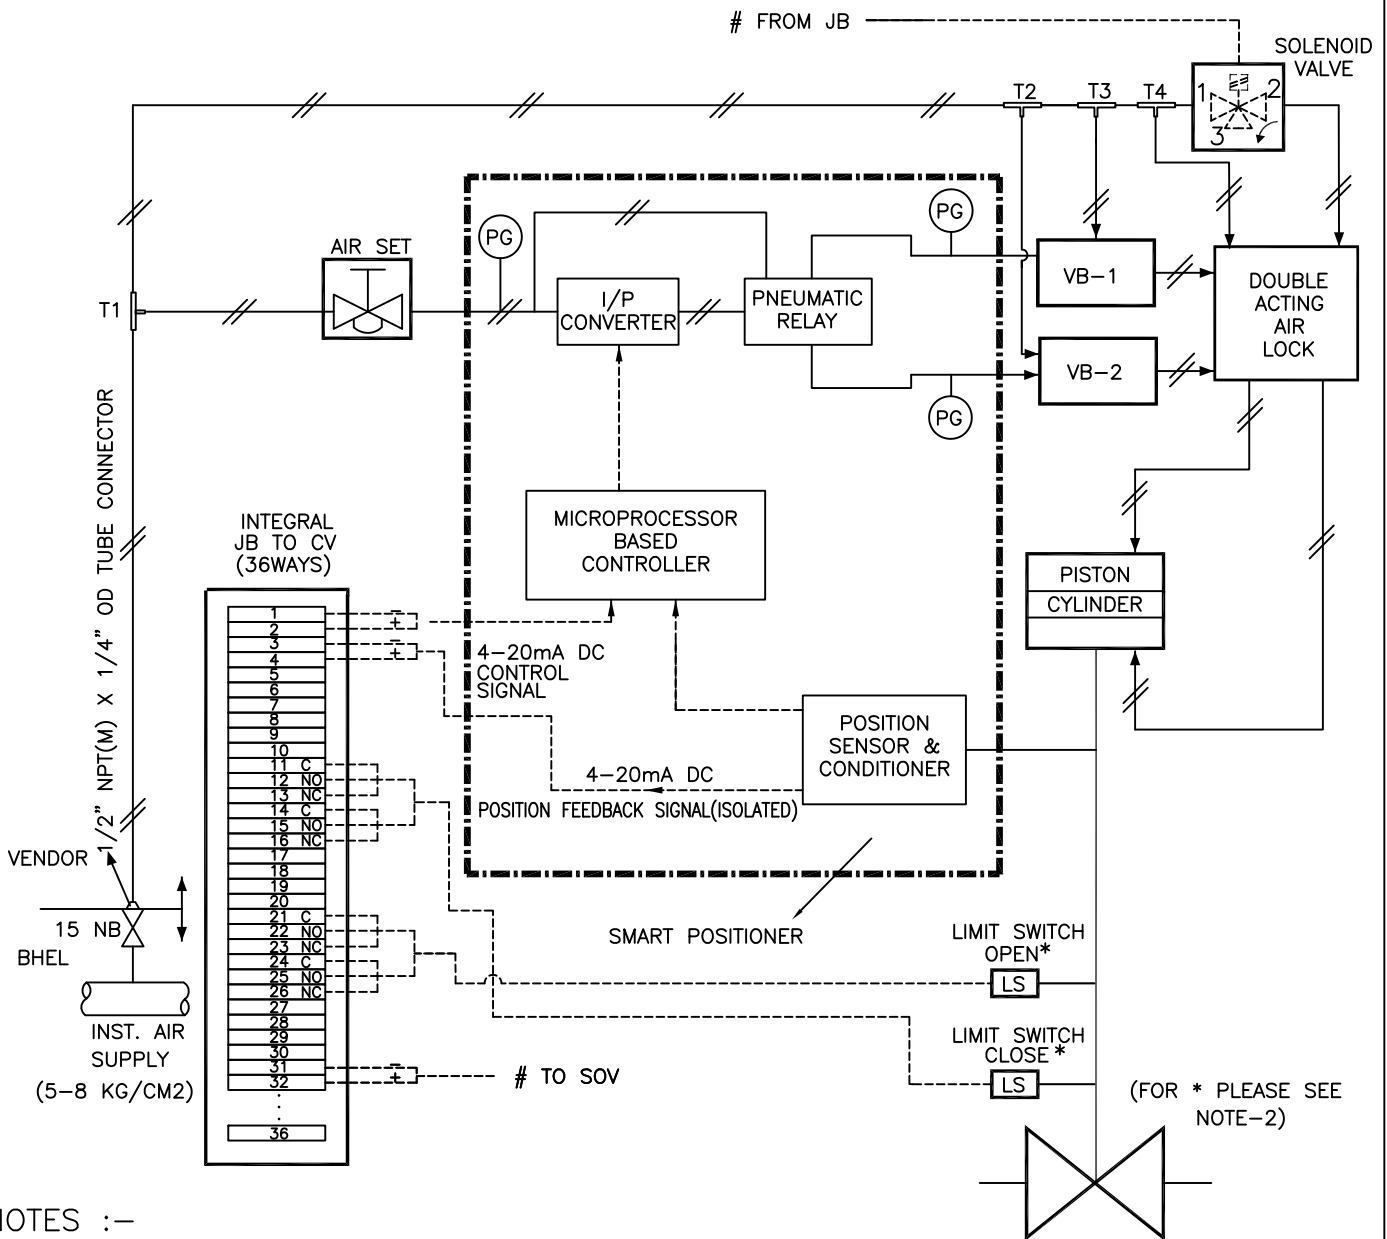 # FROM JB
SOLENOID
VALVE
T2
T3
T4
1
2
3
PG
PG
AIR SET
T1
I/P
CONVERTER
PNEUMATIC
RELAY
VB-1
VB-2
DOUBLE
ACTING
AIR
LOCK
PG
1/2" NPT(M) X 1/4" OD TUBE CONNECTOR
MICROPROCESSOR
BASED
CONTROLLER
INTEGRAL
JB TO CV
(36WAYS)
PISTON
CYLINDER
1 -
2 +
3 -
4 +
5
6
7
8
9
10
11 C
12 NO
13 NC
14 C
15 NO
16 NC
17
18
19
20
21 C
22 NO
23 NC
24 C
25 NO
26 NC
27
28
29
30
31 -
32 +
.
.
.
36
4-20mA DC
CONTROL
SIGNAL
POSITION
SENSOR &
CONDITIONER
4-20mA DC
POSITION FEEDBACK SIGNAL(ISOLATED)
SMART POSITIONER
VENDOR
15 NB
BHEL
INST. AIR
SUPPLY
(5-8 KG/CM2)
LIMIT SWITCH
OPEN*
LS
LIMIT SWITCH
CLOSE*
LS
# TO SOV
(FOR * PLEASE SEE
NOTE-2)
NOTES :-